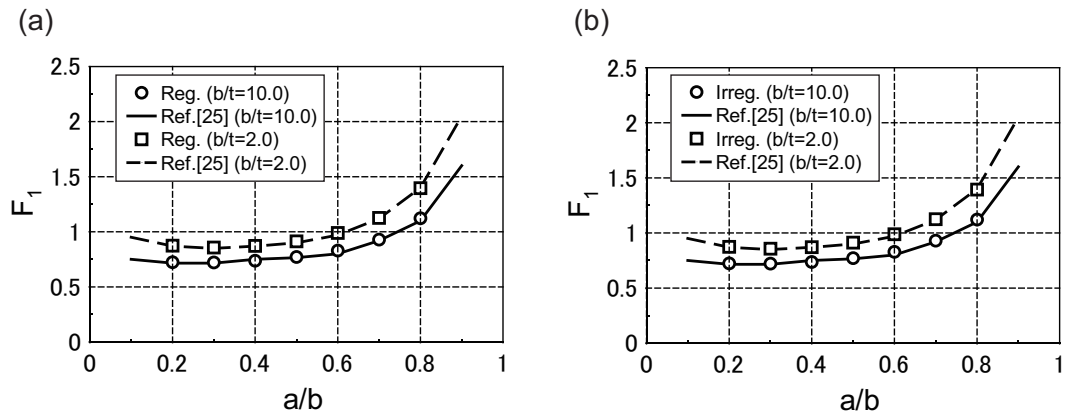 (a)
2.5
2
1.5
1
0.5
0
F1
Reg. (b/t=10.0)
Ref.[25] (b/t=10.0)
Reg. (b/t=2.0)
Ref.[25] (b/t=2.0)
0 0.2 0.4 0.6 0.8 1
a/b
(b)
2.5
2
1.5
1
0.5
0
F1
Irreg. (b/t=10.0)
Ref.[25] (b/t=10.0)
Irreg. (b/t=2.0)
Ref.[25] (b/t=2.0)
0 0.2 0.4 0.6 0.8 1
a/b